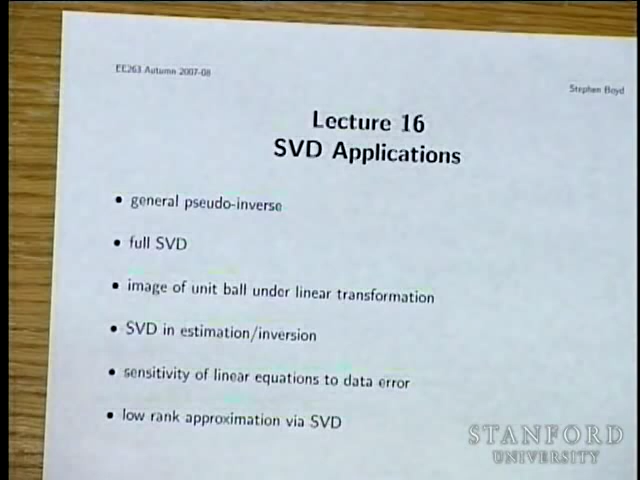 EE263 Autumn 2007-08
Stephen Boyd
Lecture 16
SVD Applications
• general pseudo-inverse
• full SVD
• image of unit ball under linear transformation
• SVD in estimation/inversion
• sensitivity of linear equations to data error
• low rank approximation via SVD
STANFORD
UNIVERSITY